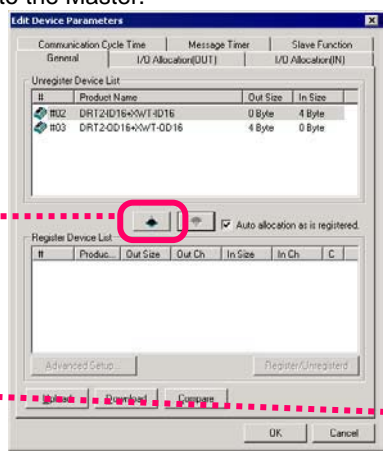 to the Master.
Edit Device Parameters
Communication Cycle Time Message Timer Slave Function
General I/O Allocation(OUT) I/O Allocation(IN)
Unregister Device List
# Product Name Out Size In Size
#02 DRT2-ID16+XWT-ID16 0 Byte 4 Byte
#03 DRT2-OD16+XWT-OD16 4 Byte 0 Byte
Auto allocation as is registered.
Register Device List
# Produc... Out Size Out Ch In Size In Ch C
Advanced Setup... Register/Unregisterd
Upload Download Compare
OK Cancel